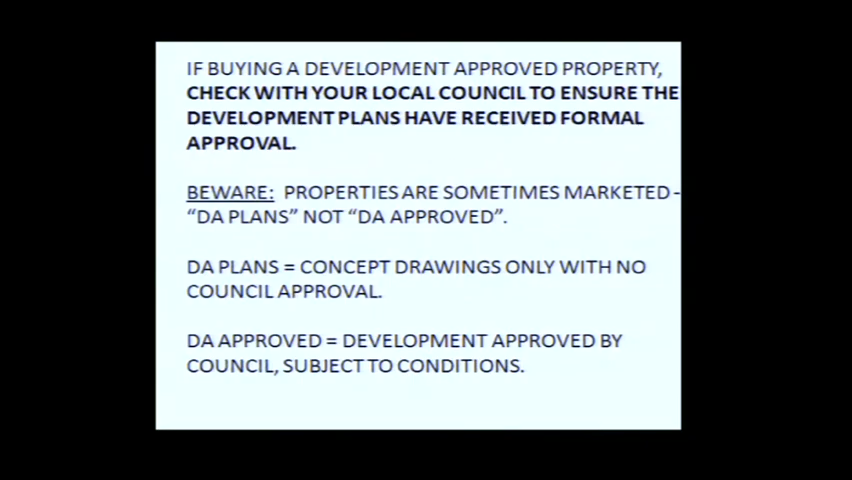 IF BUYING A DEVELOPMENT APPROVED PROPERTY,
CHECK WITH YOUR LOCAL COUNCIL TO ENSURE THE
DEVELOPMENT PLANS HAVE RECEIVED FORMAL
APPROVAL.
BEWARE: PROPERTIES ARE SOMETIMES MARKETED -
“DA PLANS” NOT “DA APPROVED”.
DA PLANS = CONCEPT DRAWINGS ONLY WITH NO
COUNCIL APPROVAL.
DA APPROVED = DEVELOPMENT APPROVED BY
COUNCIL, SUBJECT TO CONDITIONS.